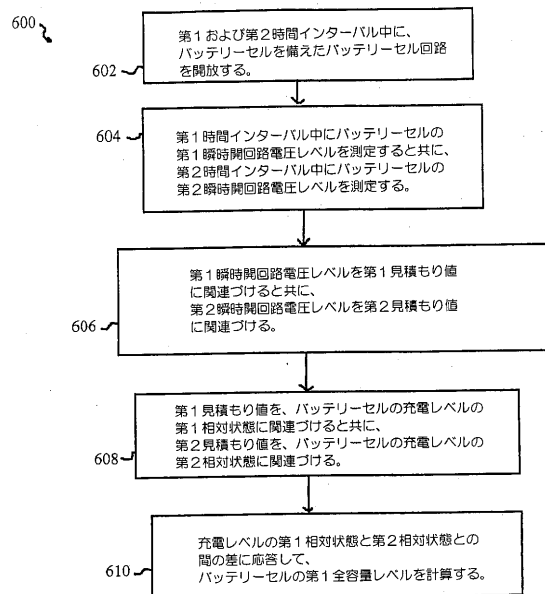 600
第１および第２時間インターバル中に、
バッテリーセルを備えたバッテリーセル回路
を開放する。
602
604
第１時間インターバル中にバッテリーセルの
第１瞬時開回路電圧レベルを測定すると共に、
第２時間インターバル中にバッテリーセルの
第２瞬時開回路電圧レベルを測定する。
第１瞬時開回路電圧レベルを第１見積もり値
に関連づけると共に、
第２瞬時開回路電圧レベルを第２見積もり値
に関連づける。
606
第１見積もり値を、バッテリーセルの充電レベルの
第１相対状態に関連づけると共に、
第２見積もり値を、バッテリーセルの充電レベルの
第２相対状態に関連づける。
608
充電レベルの第１相対状態と第２相対状態との
間の差に応答して、
バッテリーセルの第１全容量レベルを計算する。
610